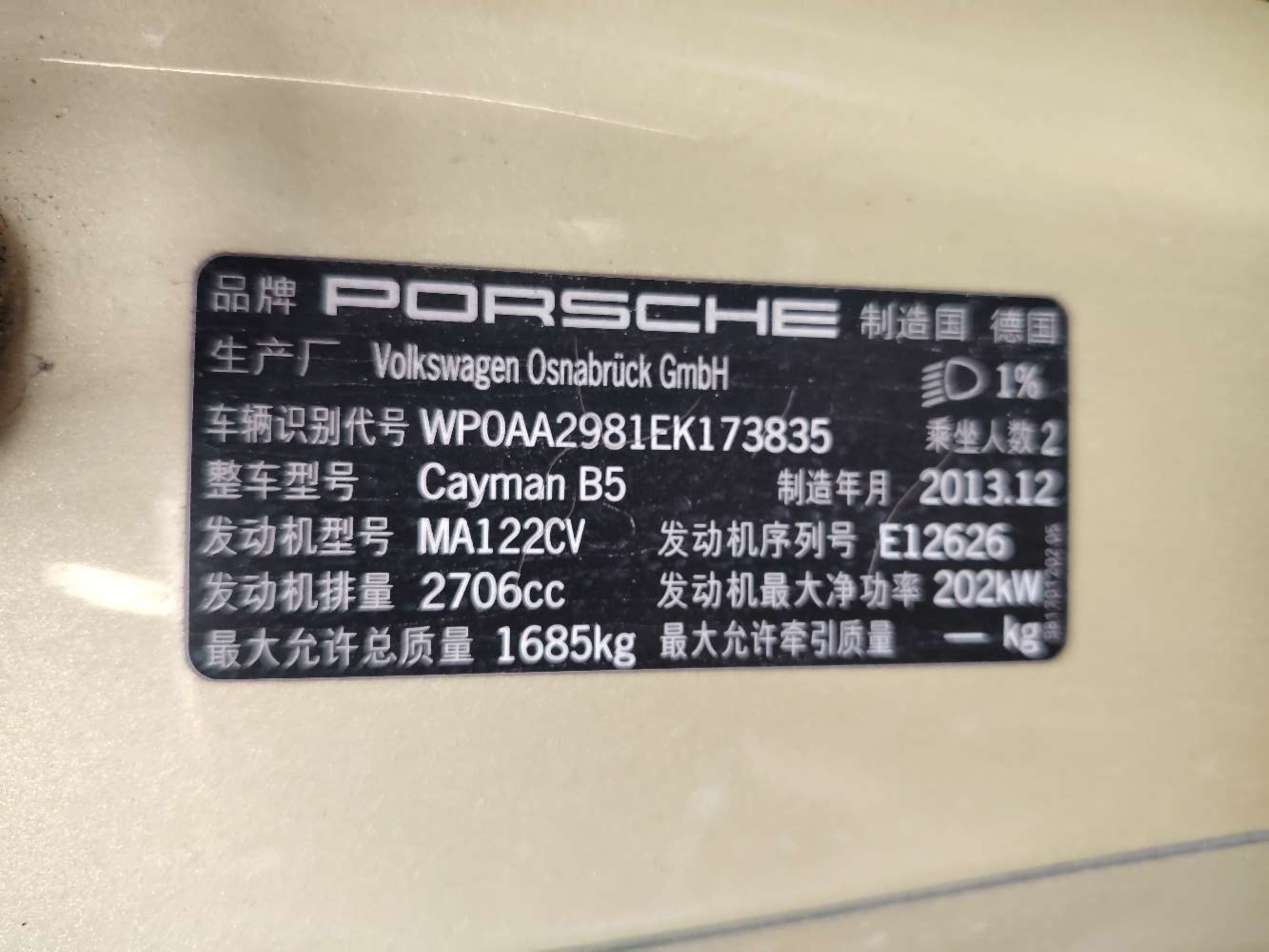 品牌 PORSCHE 制造国 德国
生产厂 Volkswagen Osnabrück GmbH 1%
车辆识别代号 WP0AA2981EK173835 乘坐人数 2
整车型号 Cayman B5 制造年月 2013.12
发动机型号 MA122CV 发动机序列号 E12626
发动机排量 2706cc 发动机最大净功率 202kW
最大允许总质量 1685kg 最大允许牵引质量 — kg